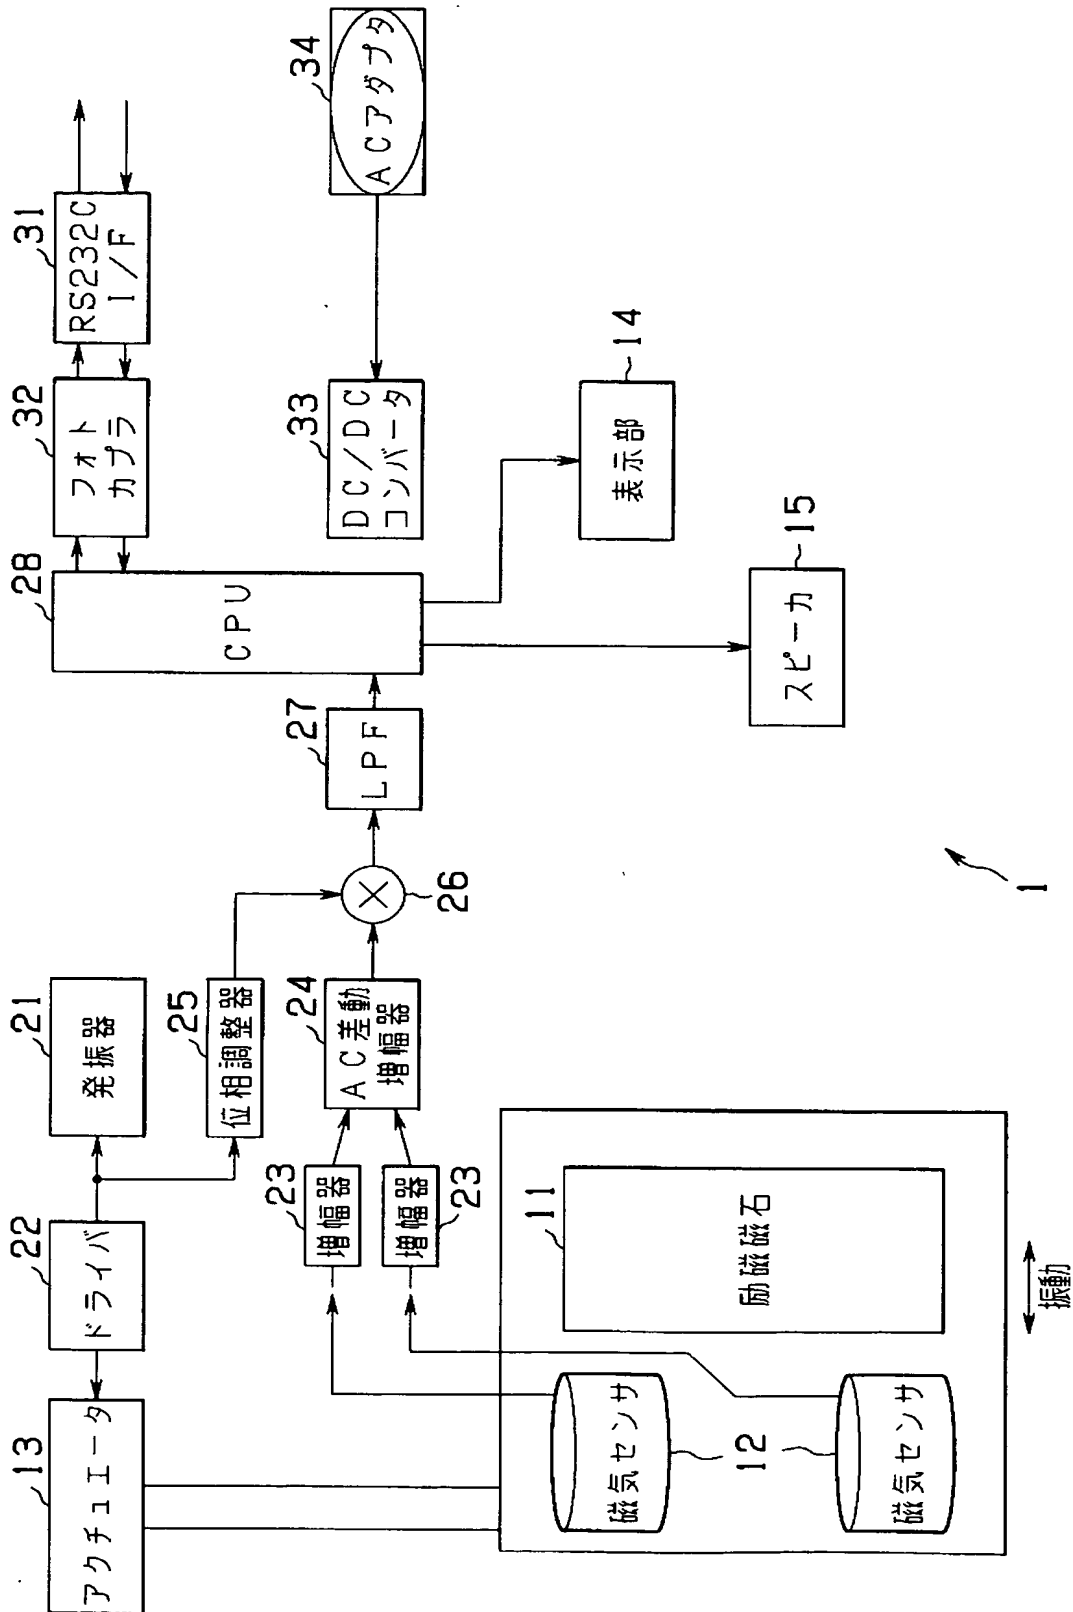 13
アクチュエータ
22
ドライバ
21
発振器
25
位相調整器
23
増幅器
増幅器
23
24
AC差動
増幅器
26
27
LPF
28
CPU
32
フォト
カプラ
31
RS232C
I/F
33
DC/DC
コンバータ
34
ACアダプタ
14
表示部
15
スピーカ
磁気センサ
12
磁気センサ
11
励磁磁石
振動
1